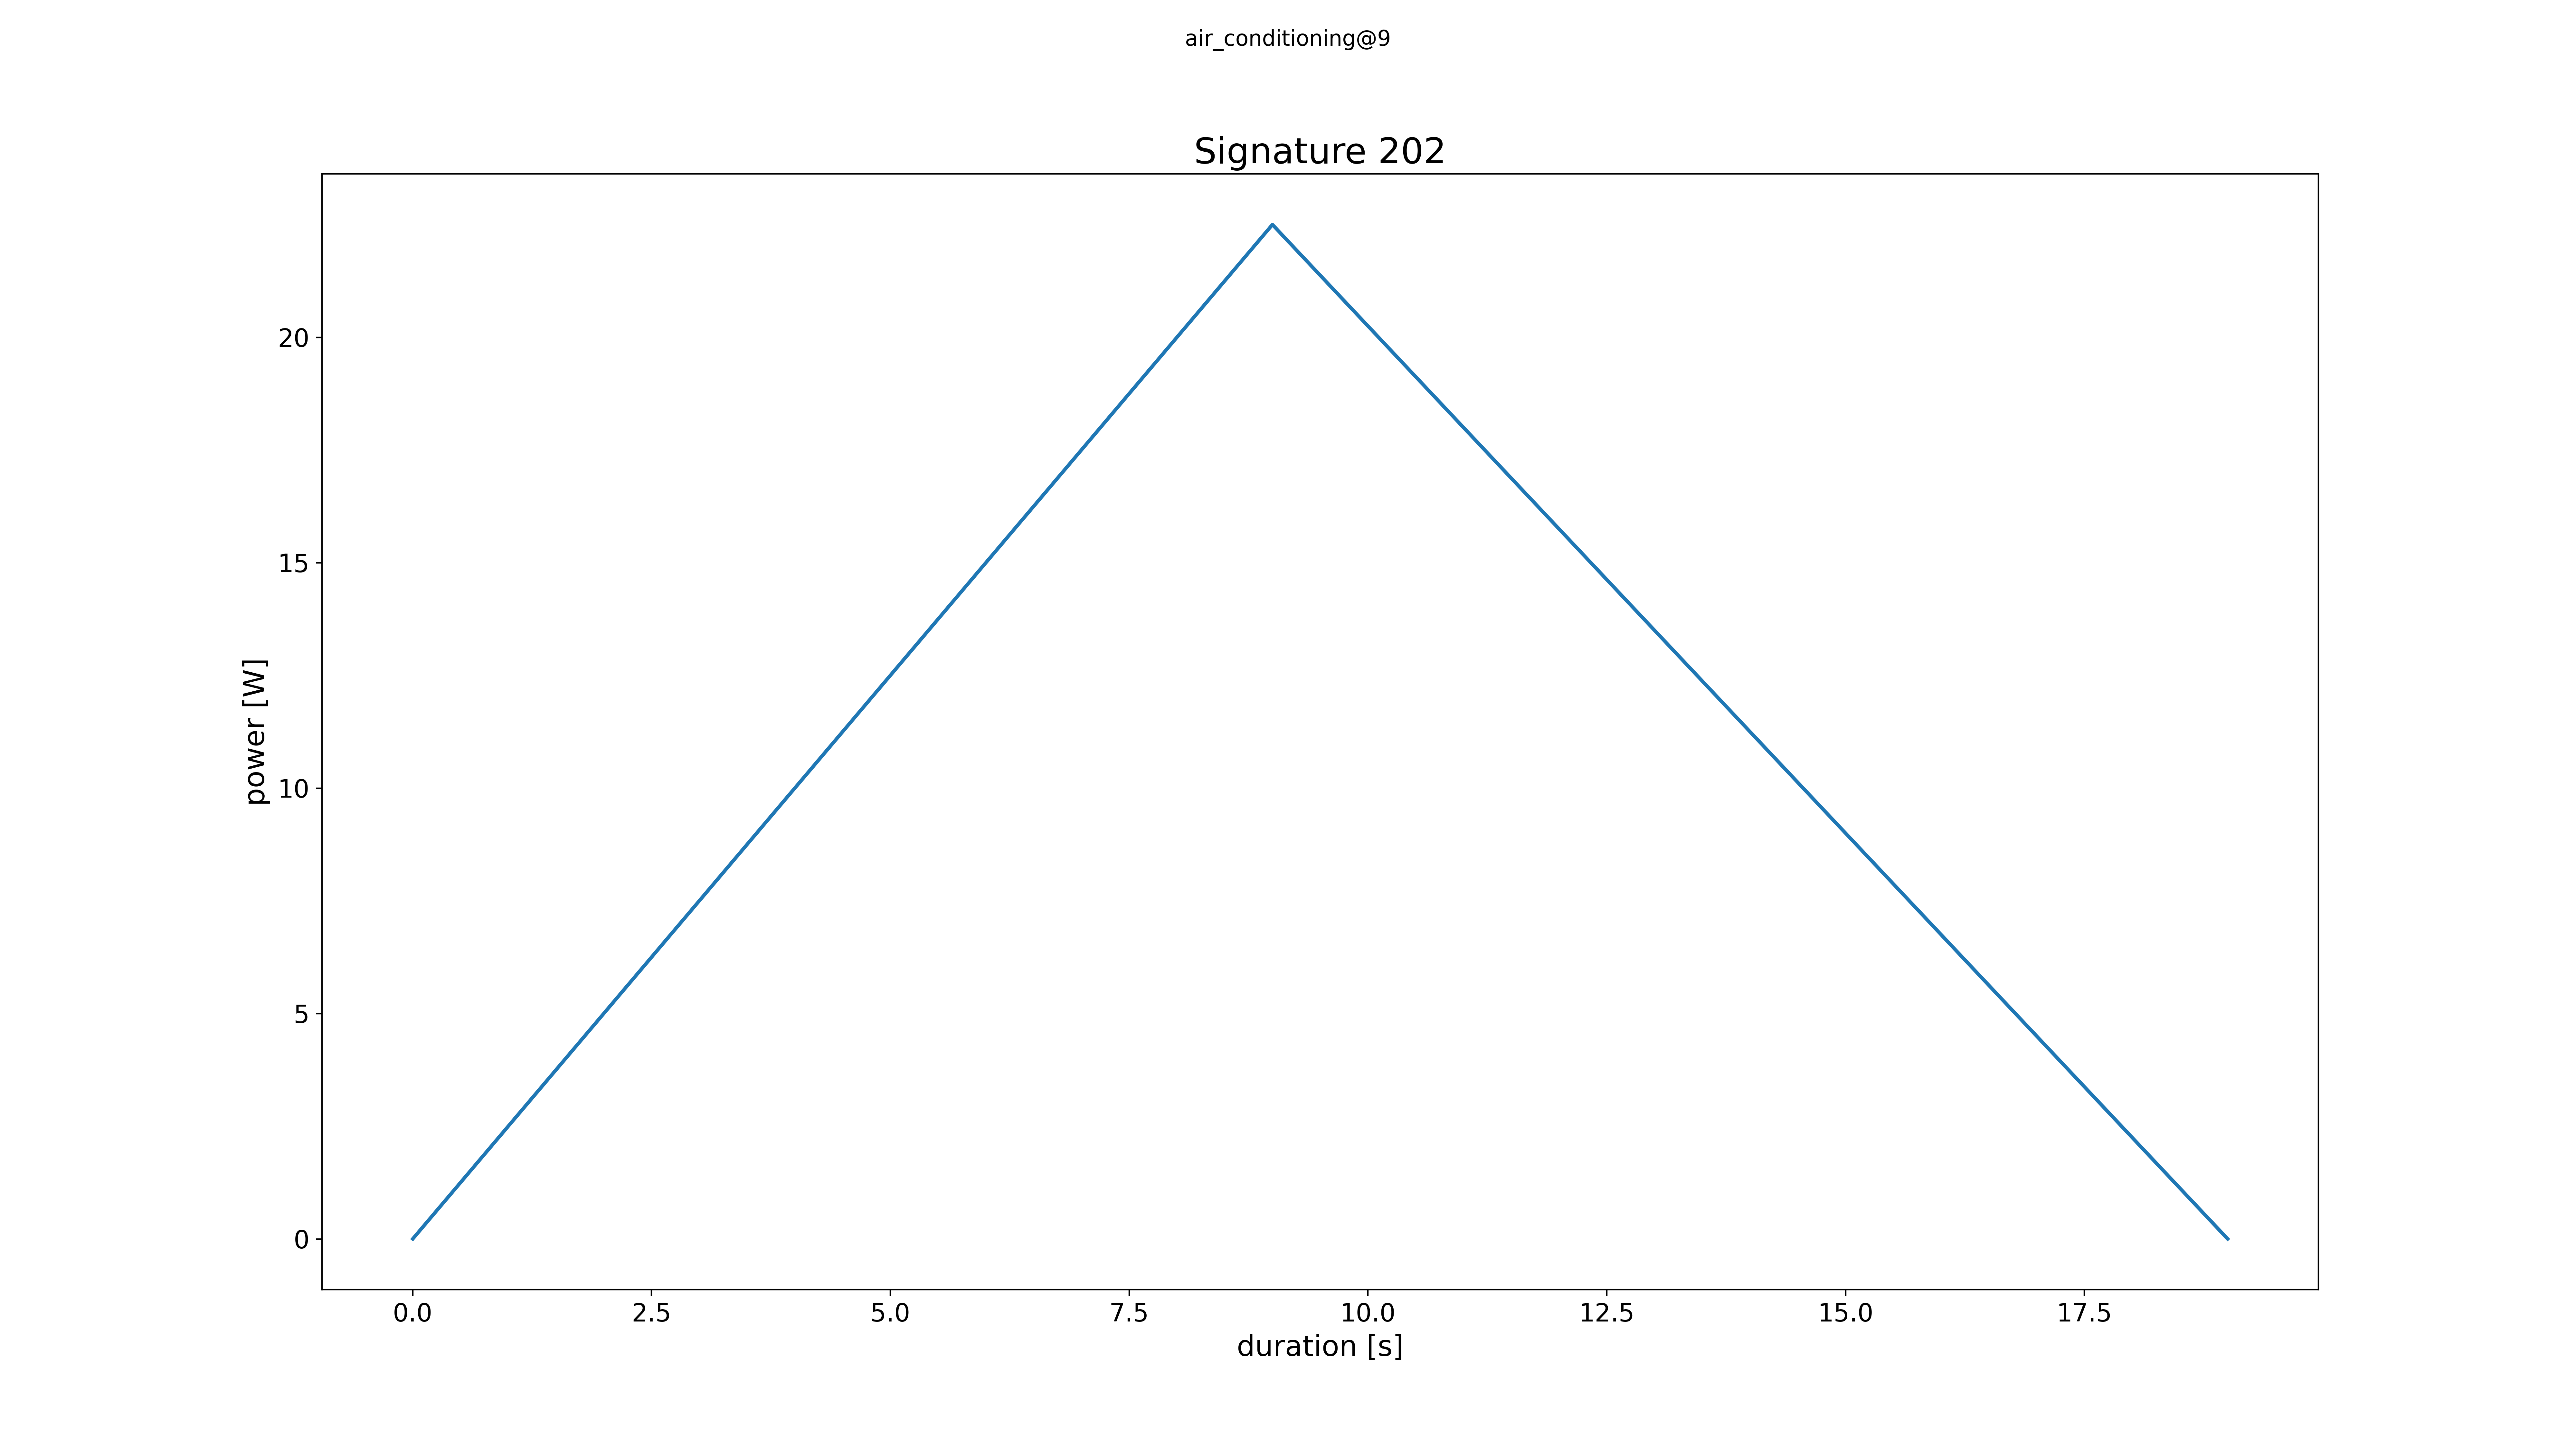 air_conditioning@9
Signature 202
20
15
10
5
0
power [W]
0.0 2.5 5.0 7.5 10.0 12.5 15.0 17.5
duration [s]